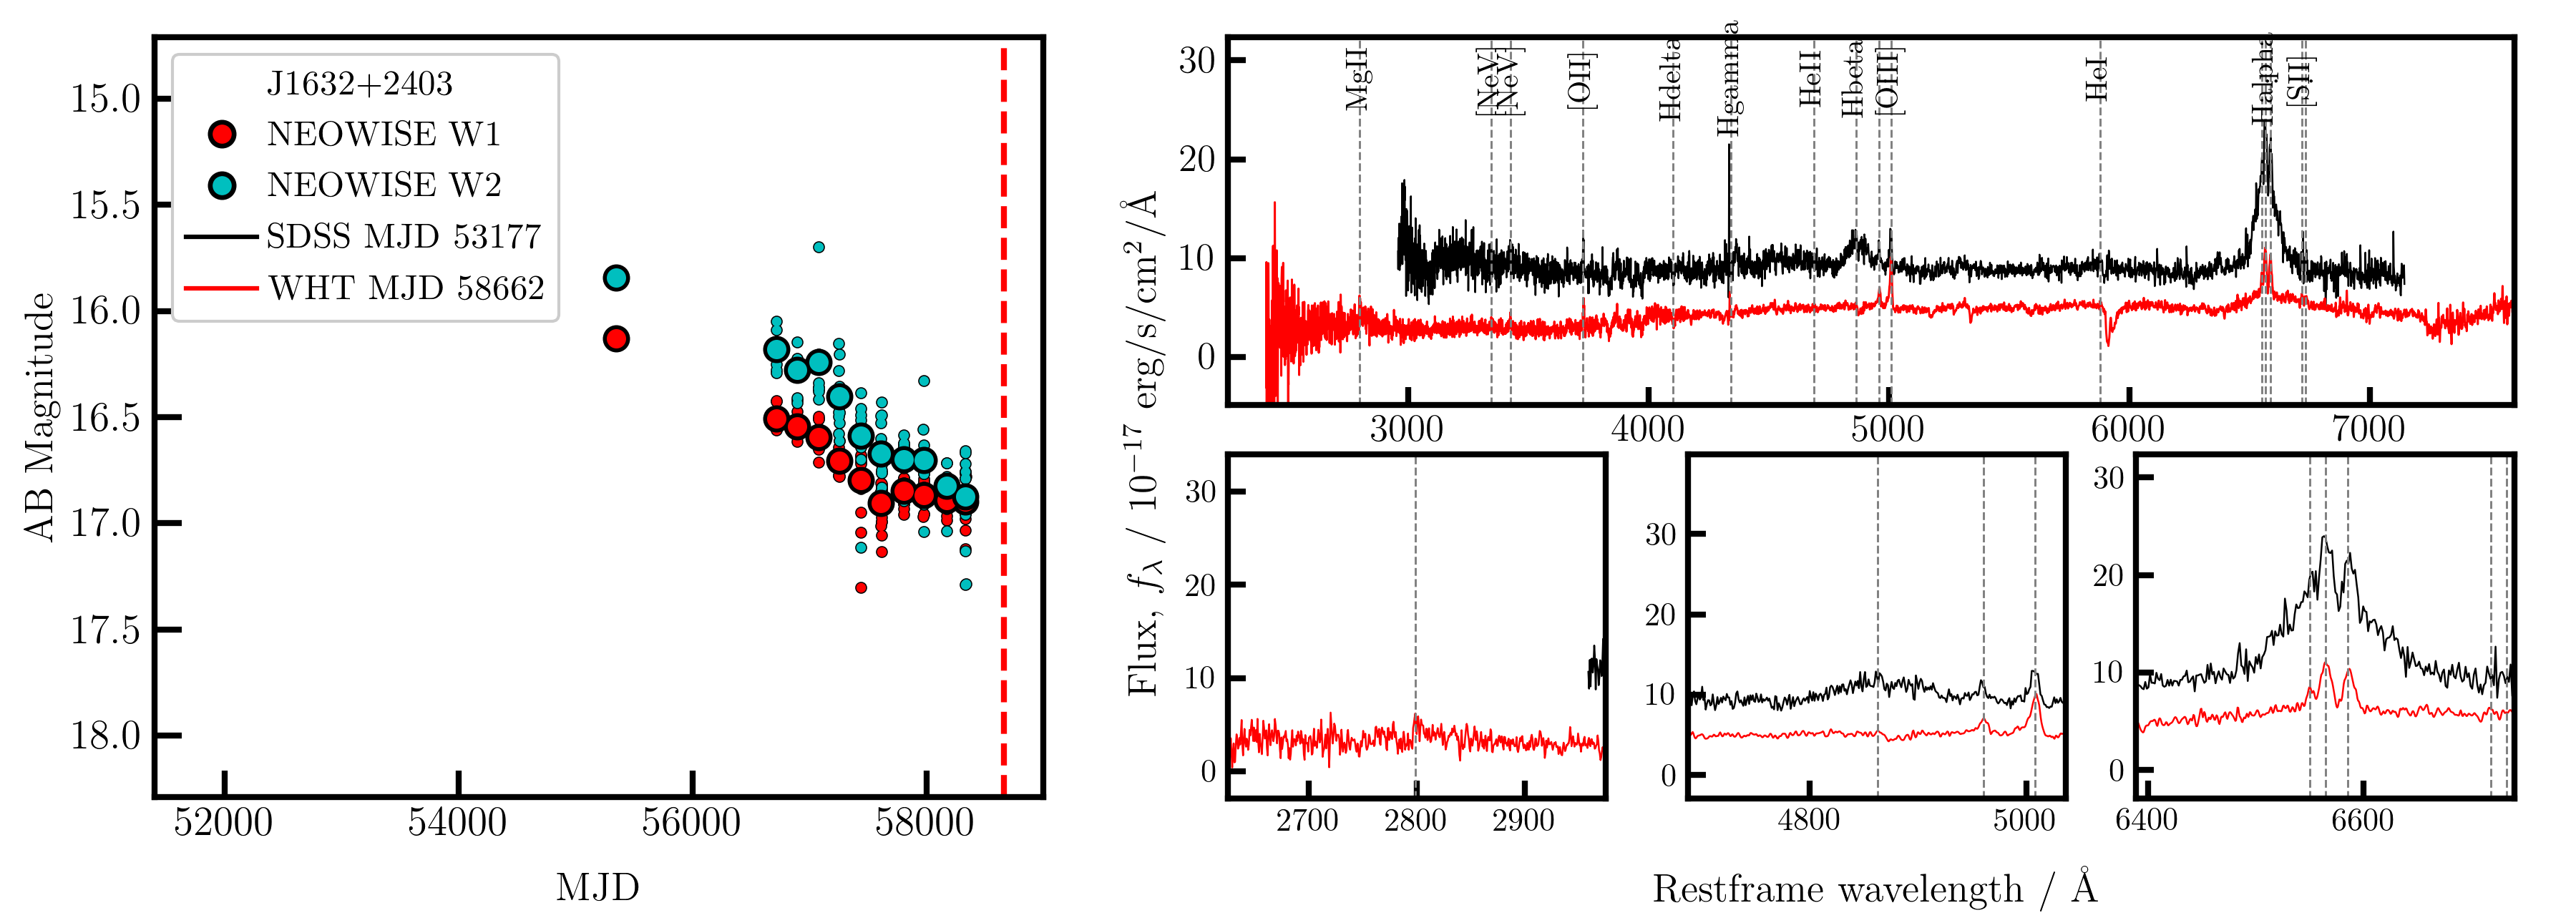 J1632+2403
NEOWISE W1
NEOWISE W2
SDSS MJD 53177
WHT MJD 58662
AB Magnitude
15.0
15.5
16.0
16.5
17.0
17.5
18.0
52000 54000 56000 58000
MJD
Flux, fλ / 10⁻¹⁷ erg/s/cm²/Å
MgII [NeV] [NeV] [OII] Hdelta Hgamma HeII Hbeta [OIII] HeI Halpha [SII]
30
20
10
0
3000 4000 5000 6000 7000
30
20
10
0
2700 2800 2900
30
20
10
0
4800 5000
30
20
10
0
6400 6600
Restframe wavelength / Å